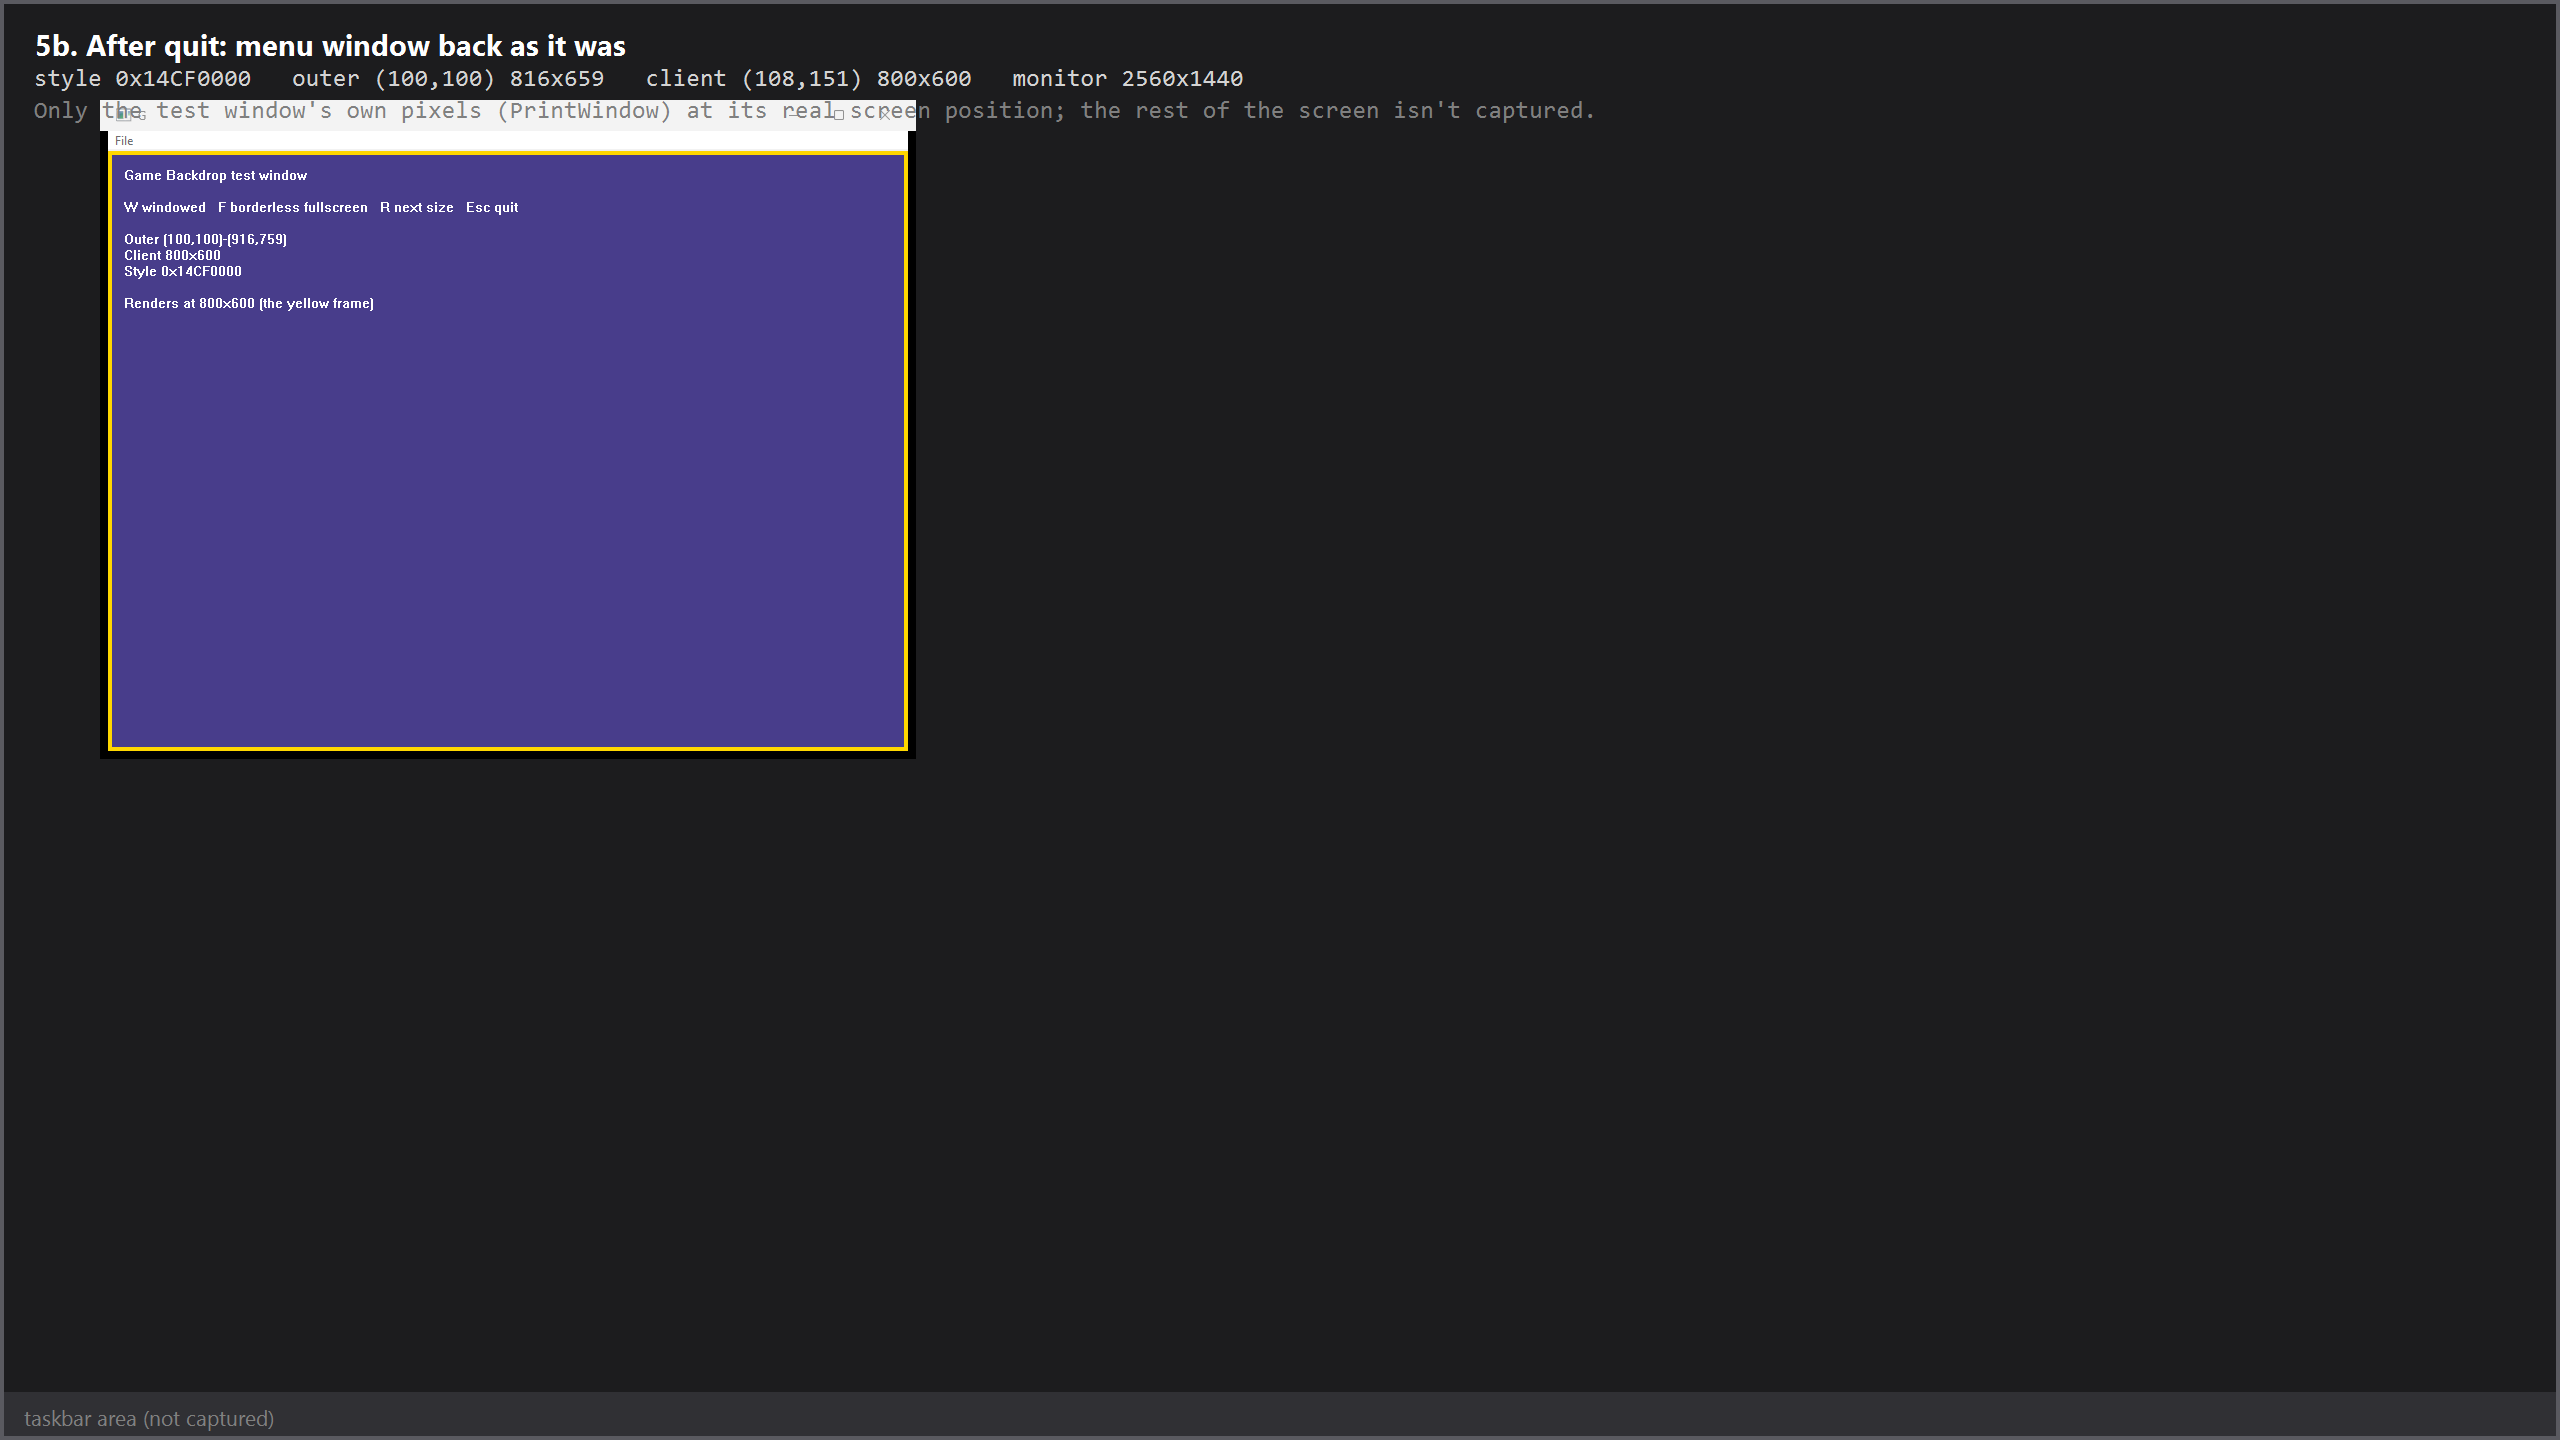 5b. After quit: menu window back as it was
style 0x14CF0000   outer (100,100) 816x659   client (108,151) 800x600   monitor 2560x1440
Only the test window's own pixels (PrintWindow) at its real screen position; the rest of the screen isn't captured.
G
File
Game Backdrop test window
W windowed   F borderless fullscreen   R next size   Esc quit
Outer (100,100)-(916,759)
Client 800x600
Style 0x14CF0000
Renders at 800x600 (the yellow frame)
taskbar area (not captured)